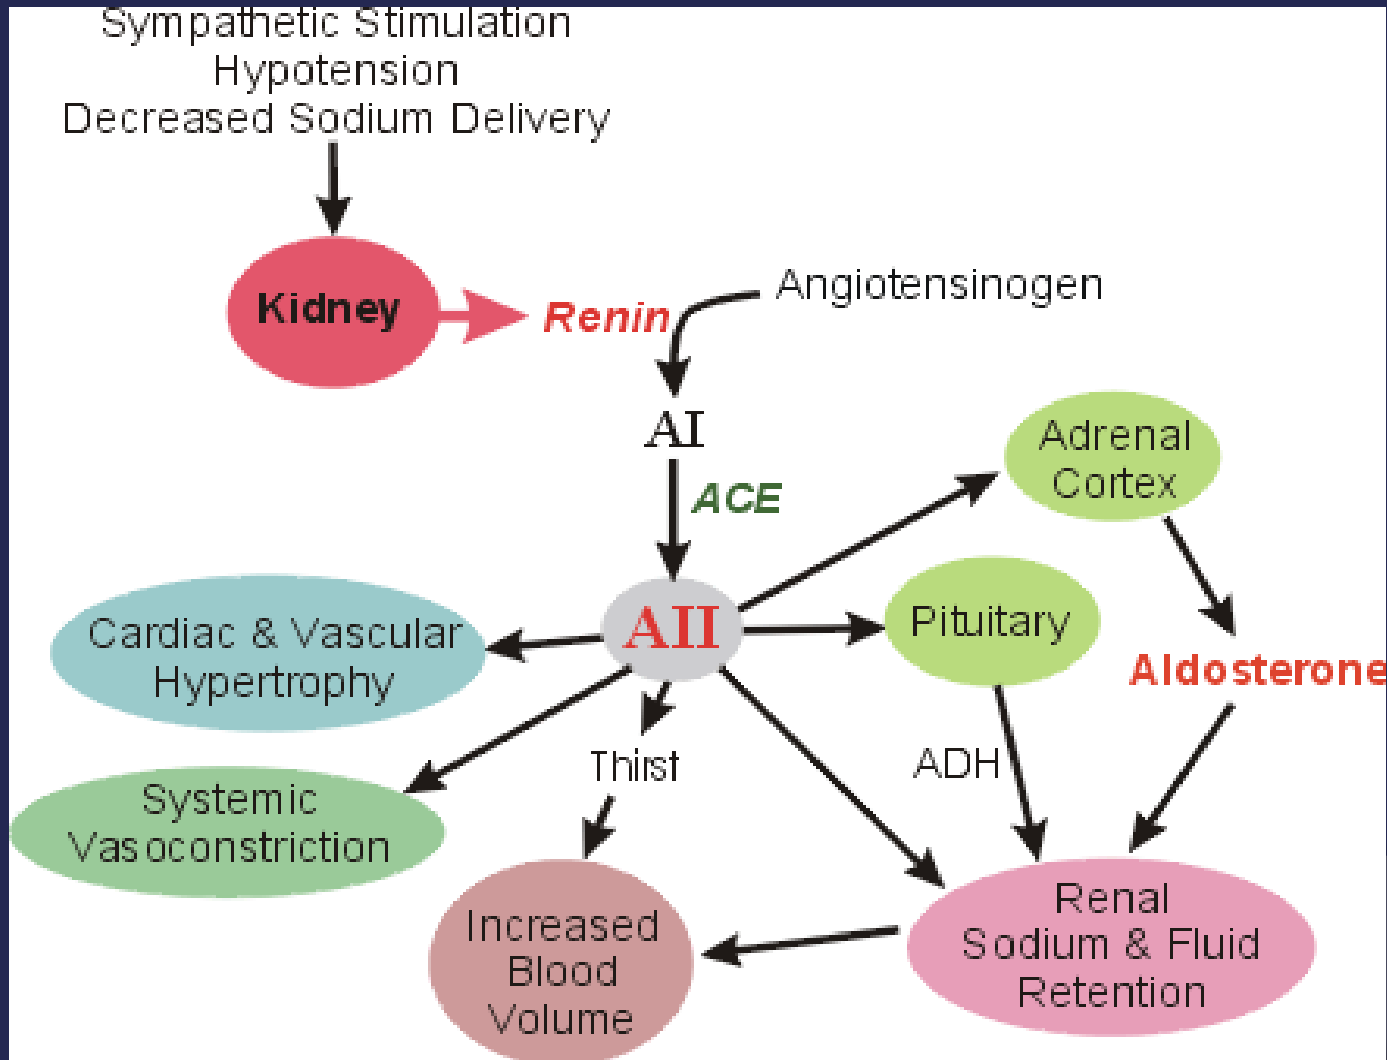 Sympathetic Stimulation
Hypotension
Decreased Sodium Delivery
Kidney
Renin
Angiotensinogen
AI
ACE
Adrenal
Cortex
AII
Pituitary
Cardiac & Vascular
Hypertrophy
Aldosterone
Thirst
ADH
Systemic
Vasoconstriction
Increased
Blood
Volume
Renal
Sodium & Fluid
Retention